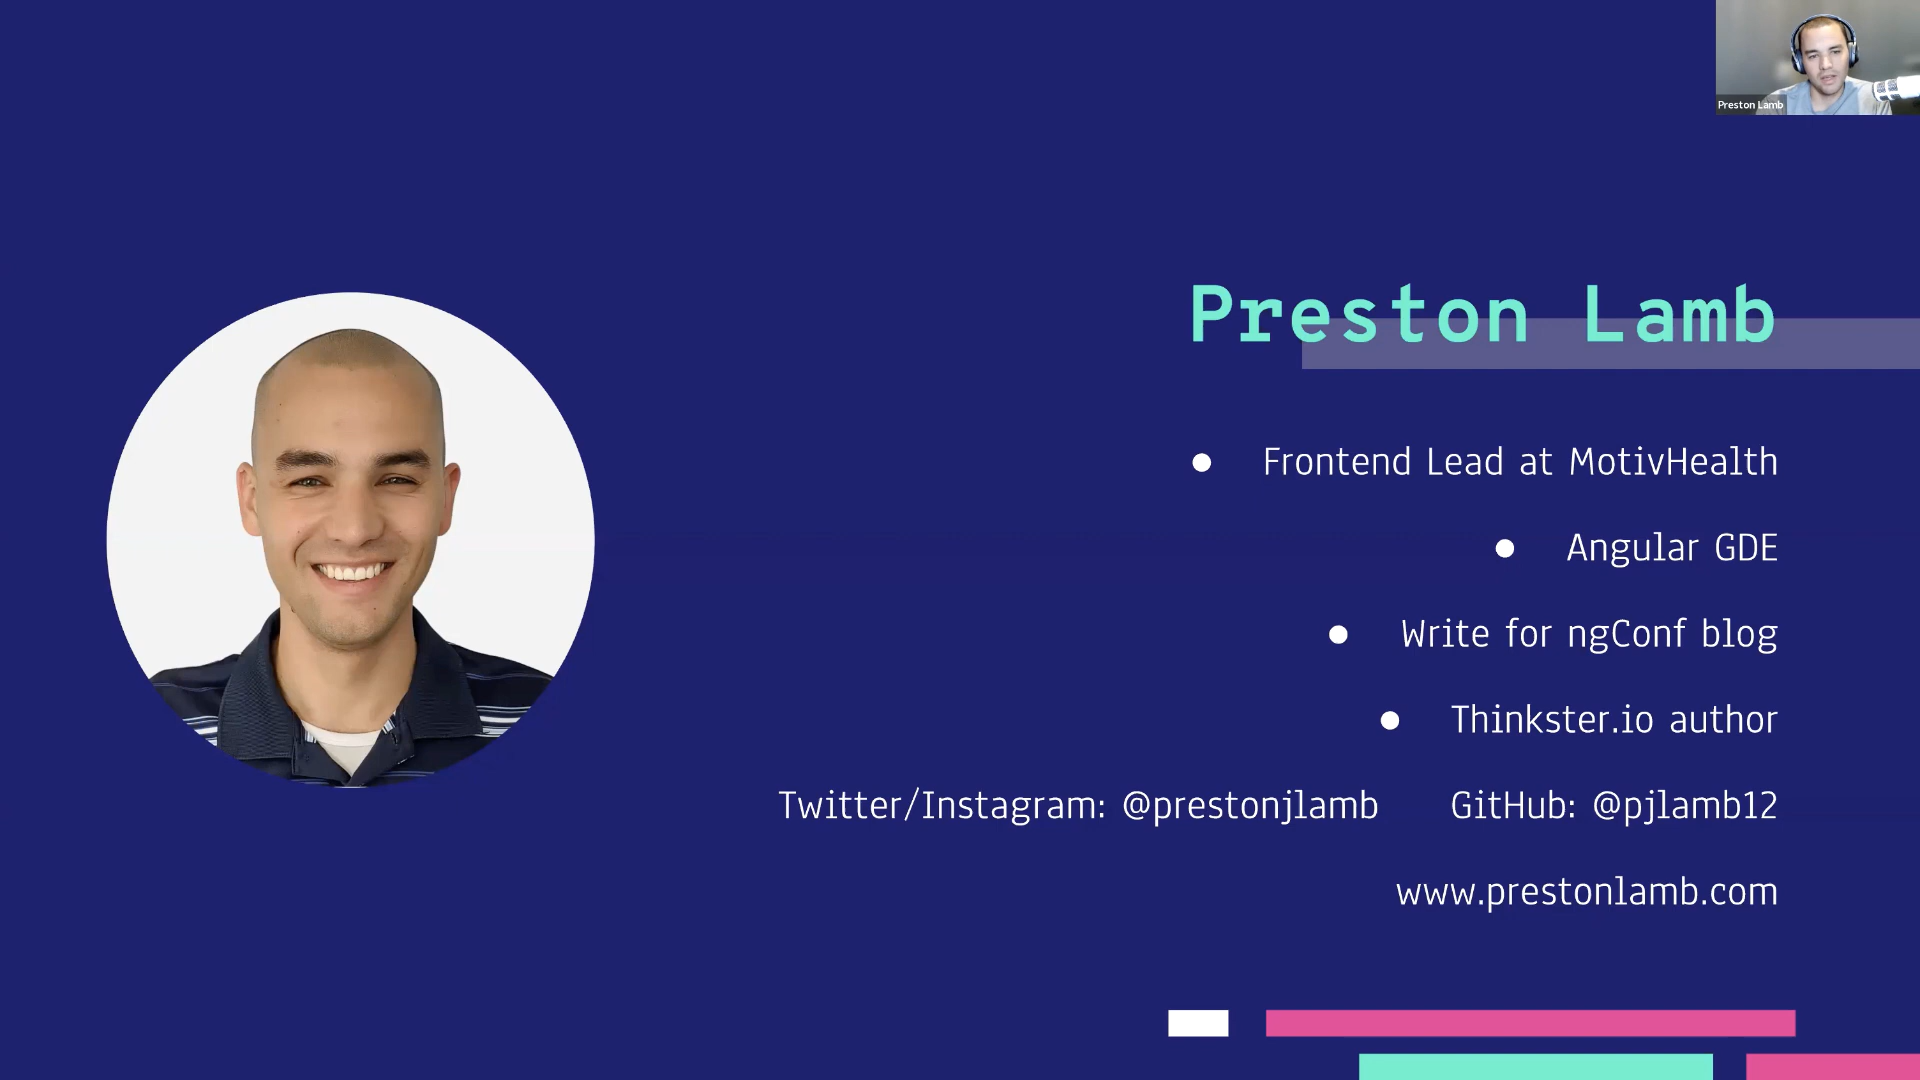 Preston Lamb
Preston Lamb
● Frontend Lead at MotivHealth
● Angular GDE
● Write for ngConf blog
● Thinkster.io author
Twitter/Instagram: @prestonjlamb GitHub: @pjlamb12
www.prestonlamb.com